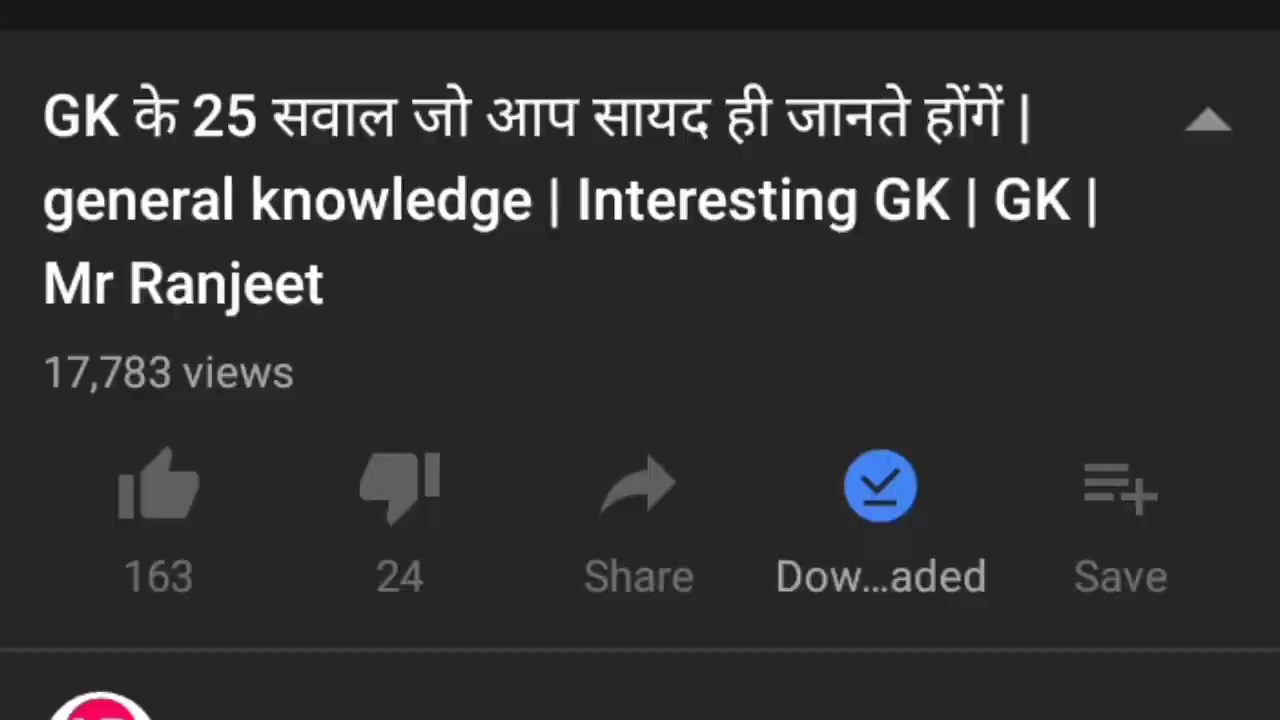 GK के 25 सवाल जो आप सायद ही जानते होंगें |
general knowledge | Interesting GK | GK |
Mr Ranjeet
17,783 views
163 24 Share Dow...aded Save